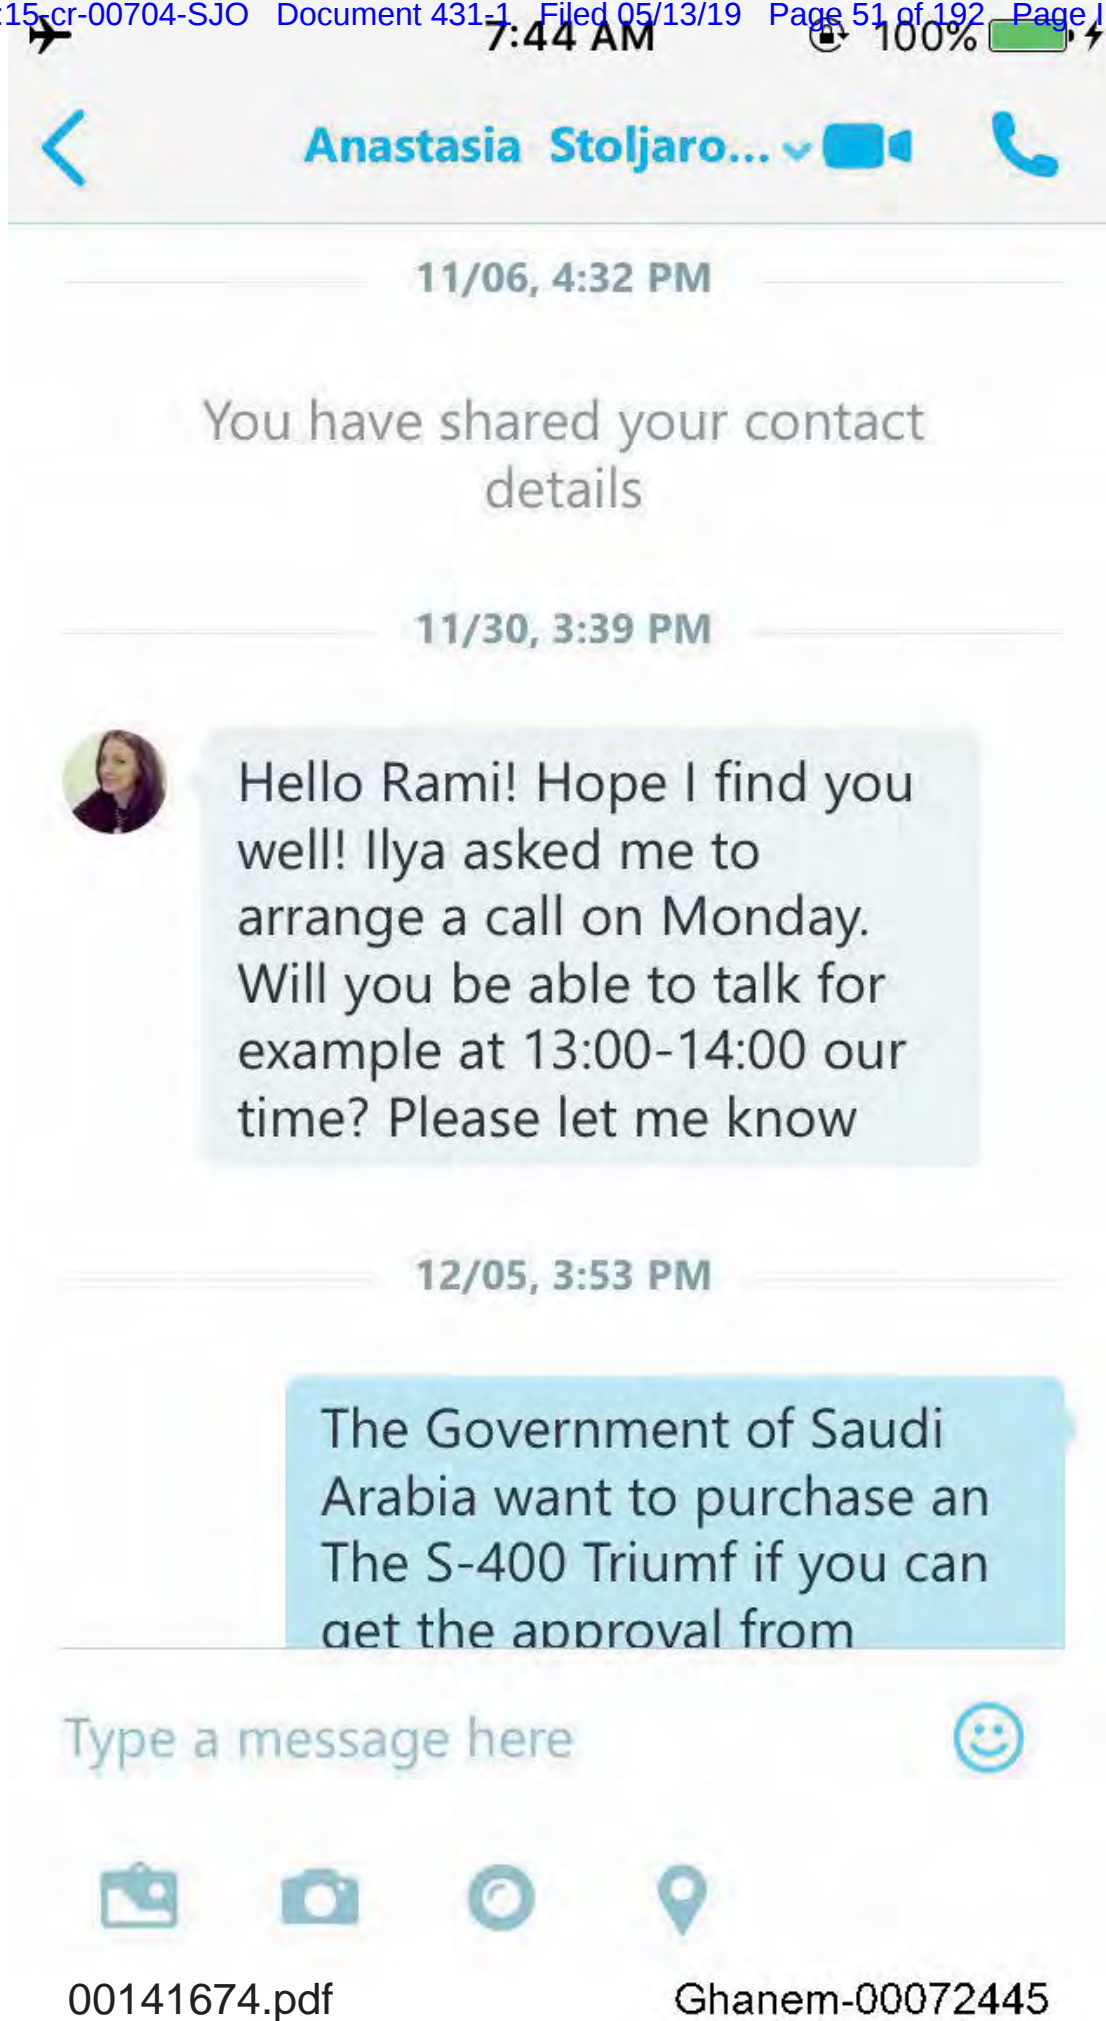 :15-cr-00704-SJO Document 431-1 Filed 05/13/19 Page 51 of 192 Page I
7:44 AM 100%
Anastasia Stoljaro...
11/06, 4:32 PM
You have shared your contact
details
11/30, 3:39 PM
Hello Rami! Hope I find you
well! Ilya asked me to
arrange a call on Monday.
Will you be able to talk for
example at 13:00-14:00 our
time? Please let me know
12/05, 3:53 PM
The Government of Saudi
Arabia want to purchase an
The S-400 Triumf if you can
get the approval from
Type a message here
00141674.pdf Ghanem-00072445